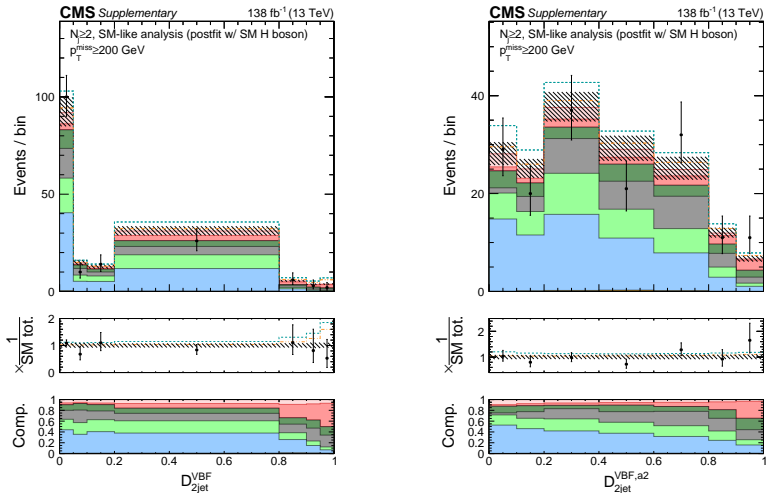 CMS Supplementary 138 fb⁻¹ (13 TeV)
N_j≥2, SM-like analysis (postfit w/ SM H boson)
p_T^miss≥200 GeV
Events / bin
100
50
0
× 1/SM tot.
2
1
0
Comp.
1
0.8
0.6
0.4
0.2
0
0 0.2 0.4 0.6 0.8 1
D_2jet^VBF
CMS Supplementary 138 fb⁻¹ (13 TeV)
N_j≥2, SM-like analysis (postfit w/ SM H boson)
p_T^miss≥200 GeV
Events / bin
40
20
0
× 1/SM tot.
2
1
Comp.
1
0.8
0.6
0.4
0.2
0
0 0.2 0.4 0.6 0.8 1
D_2jet^VBF,a2